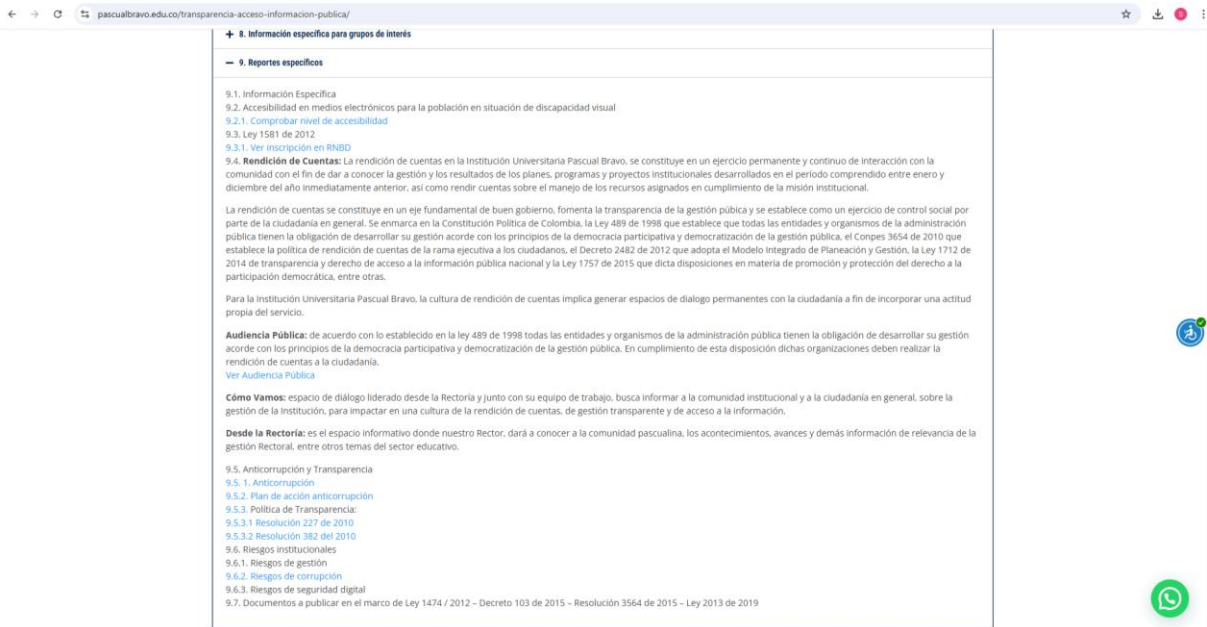 pascualbravo.edu.co/transparencia-acceso-informacion-publica/
S
8. Información específica para grupos de interés
9. Reportes específicos
9.1. Información Específica
9.2. Accesibilidad en medios electrónicos para la población en situación de discapacidad visual
9.2.1. Comprobar nivel de accesibilidad
9.3. Ley 1581 de 2012
9.3.1. Ver inscripción en RNBD
9.4. Rendición de Cuentas: La rendición de cuentas en la Institución Universitaria Pascual Bravo, se constituye en un ejercicio permanente y continuo de interacción con la
comunidad con el fin de dar a conocer la gestión y los resultados de los planes, programas y proyectos institucionales desarrollados en el período comprendido entre enero y
diciembre del año inmediatamente anterior, así como rendir cuentas sobre el manejo de los recursos asignados en cumplimiento de la misión institucional.
La rendición de cuentas se constituye en un eje fundamental de buen gobierno, fomenta la transparencia de la gestión púbica y se establece como un ejercicio de control social por
parte de la ciudadanía en general. Se enmarca en la Constitución Política de Colombia, la Ley 489 de 1998 que establece que todas las entidades y organismos de la administración
pública tienen la obligación de desarrollar su gestión acorde con los principios de la democracia participativa y democratización de la gestión pública, el Conpes 3654 de 2010 que
establece la política de rendición de cuentas de la rama ejecutiva a los ciudadanos, el Decreto 2482 de 2012 que adopta el Modelo Integrado de Planeación y Gestión, la Ley 1712 de
2014 de transparencia y derecho de acceso a la información pública nacional y la Ley 1757 de 2015 que dicta disposiciones en materia de promoción y protección del derecho a la
participación democrática, entre otras.
Para la Institución Universitaria Pascual Bravo, la cultura de rendición de cuentas implica generar espacios de dialogo permanentes con la ciudadanía a fin de incorporar una actitud
propia del servicio.
Audiencia Pública: de acuerdo con lo establecido en la ley 489 de 1998 todas las entidades y organismos de la administración pública tienen la obligación de desarrollar su gestión
acorde con los principios de la democracia participativa y democratización de la gestión pública. En cumplimiento de esta disposición dichas organizaciones deben realizar la
rendición de cuentas a la ciudadanía.
Ver Audiencia Pública
Cómo Vamos: espacio de diálogo liderado desde la Rectoría y junto con su equipo de trabajo, busca informar a la comunidad institucional y a la ciudadanía en general, sobre la
gestión de la Institución, para impactar en una cultura de la rendición de cuentas, de gestión transparente y de acceso a la información.
Desde la Rectoría: es el espacio informativo donde nuestro Rector, dará a conocer a la comunidad pascualina, los acontecimientos, avances y demás información de relevancia de la
gestión Rectoral, entre otros temas del sector educativo.
9.5. Anticorrupción y Transparencia
9.5. 1. Anticorrupción
9.5.2. Plan de acción anticorrupción
9.5.3. Política de Transparencia:
9.5.3.1 Resolución 227 de 2010
9.5.3.2 Resolución 382 del 2010
9.6. Riesgos institucionales
9.6.1. Riesgos de gestión
9.6.2. Riesgos de corrupción
9.6.3. Riesgos de seguridad digital
9.7. Documentos a publicar en el marco de Ley 1474 / 2012 – Decreto 103 de 2015 – Resolución 3564 de 2015 – Ley 2013 de 2019